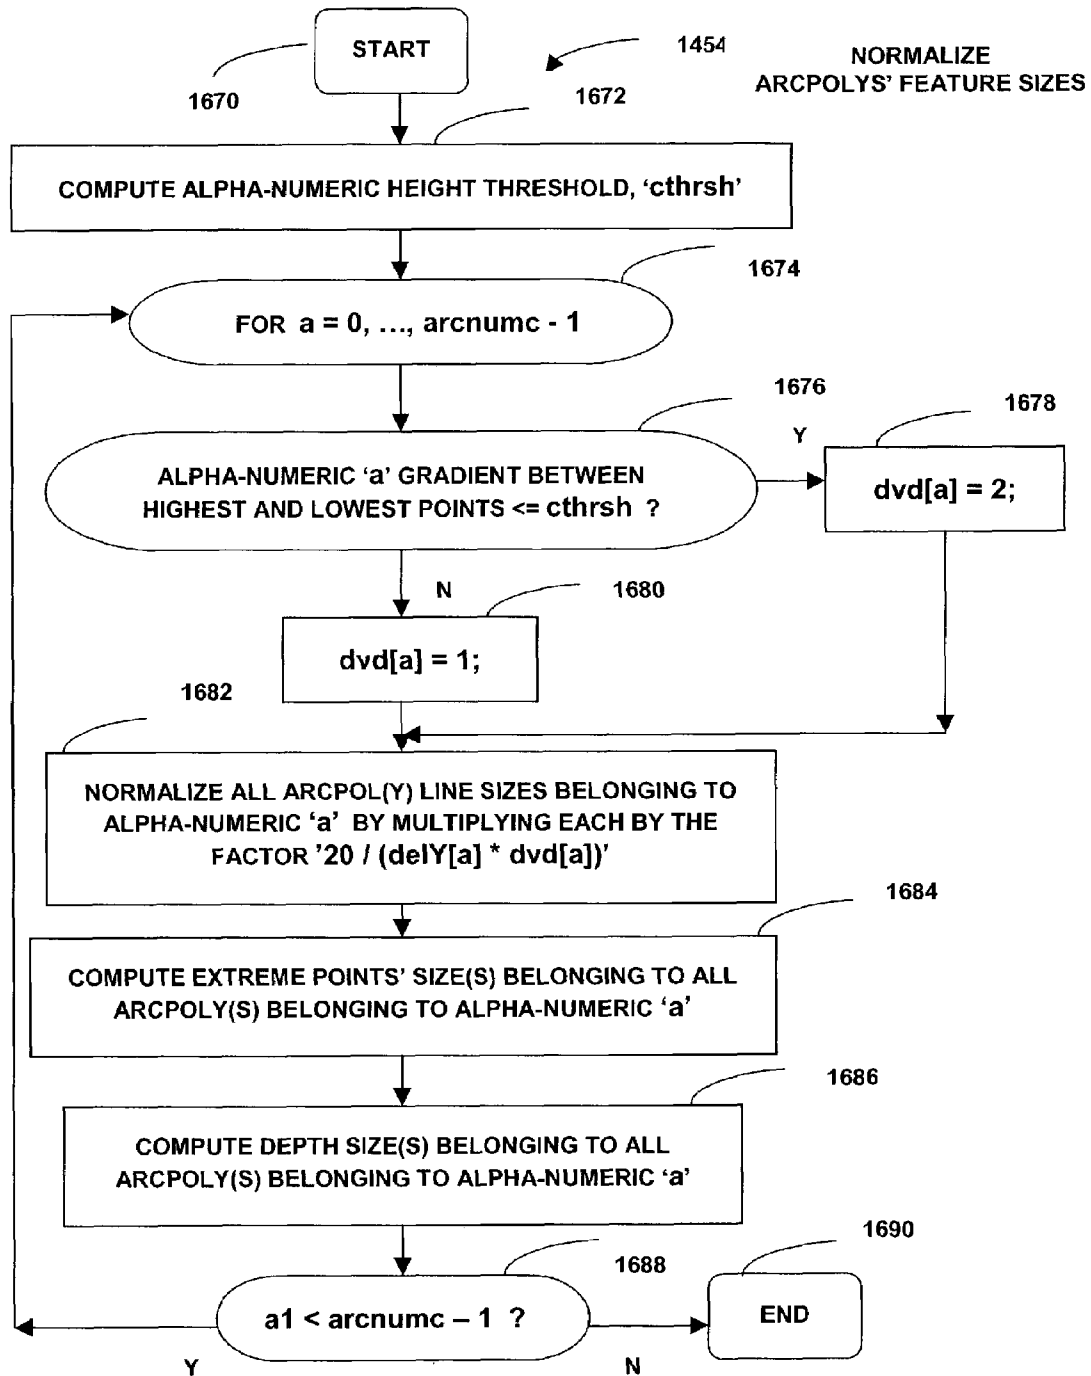 START
1454
NORMALIZE
ARCPOLYS' FEATURE SIZES
1670
1672
COMPUTE ALPHA-NUMERIC HEIGHT THRESHOLD, 'cthrsh'
1674
FOR a = 0, ..., arcnumc - 1
1676
1678
Y
ALPHA-NUMERIC 'a' GRADIENT BETWEEN
HIGHEST AND LOWEST POINTS <= cthrsh ?
dvd[a] = 2;
N
1680
dvd[a] = 1;
1682
NORMALIZE ALL ARCPOL(Y) LINE SIZES BELONGING TO
ALPHA-NUMERIC 'a' BY MULTIPLYING EACH BY THE
FACTOR '20 / (delY[a] * dvd[a])'
1684
COMPUTE EXTREME POINTS' SIZE(S) BELONGING TO ALL
ARCPOLY(S) BELONGING TO ALPHA-NUMERIC 'a'
1686
COMPUTE DEPTH SIZE(S) BELONGING TO ALL
ARCPOLY(S) BELONGING TO ALPHA-NUMERIC 'a'
1688
1690
a1 < arcnumc – 1 ?
END
Y
N